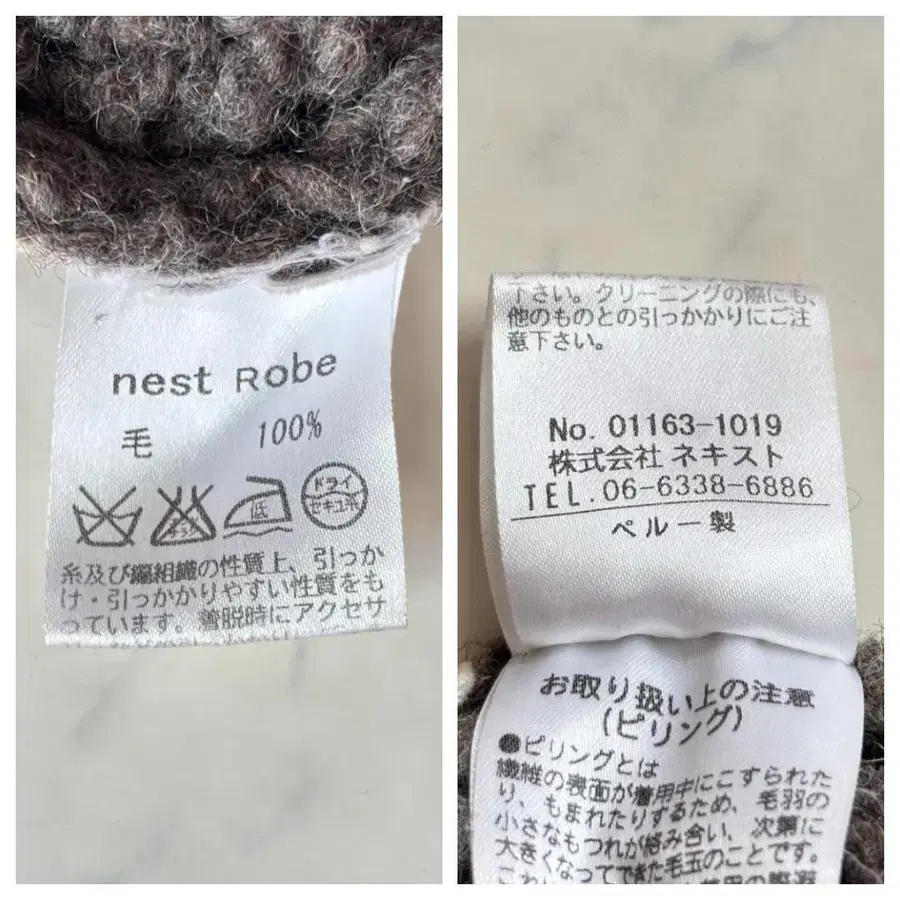 nest Robe
毛 100%
低
ドライ
セキユ系
糸及び編組織の性質上、引っか
け・引っかかりやすい性質をも
っています。着脱時にアクセサ
下さい。クリーニングの際にも、
他のものとの引っかかりにご注
意下さい。
No. 01163-1019
株式会社 ネキスト
TEL. 06-6338-6886
ペルー製
お取り扱い上の注意
(ピリング)
●ピリングとは
繊維の表面が着用中にこすられた
り、もまれたりするため、毛羽の
小さなもつれが絡み合い、次第に
大きくなってできた毛玉のことです。